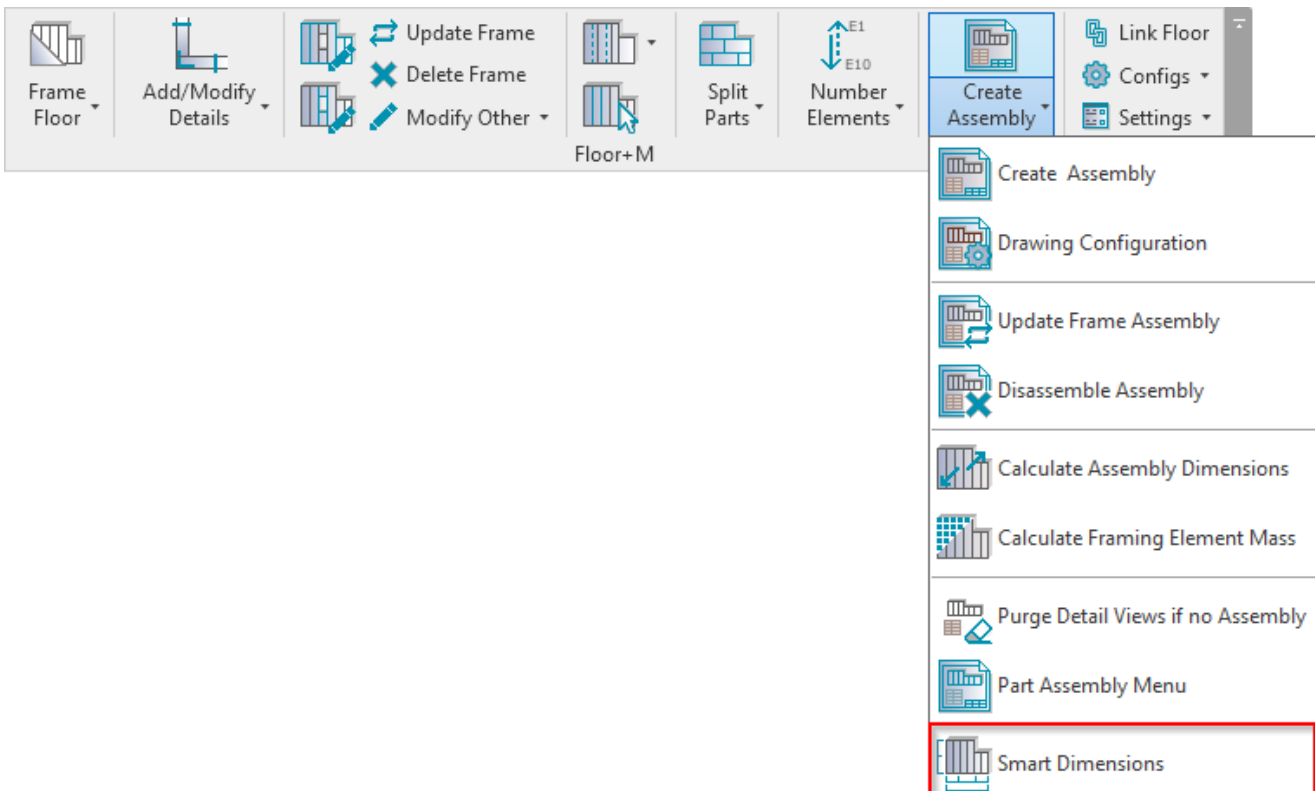 Frame
Floor
Add/Modify
Details
Update Frame
Delete Frame
Modify Other
Split
Parts
E1
E10
Number
Elements
Create
Assembly
Link Floor
Configs
Settings
Floor+M
Create Assembly
Drawing Configuration
Update Frame Assembly
Disassemble Assembly
Calculate Assembly Dimensions
Calculate Framing Element Mass
Purge Detail Views if no Assembly
Part Assembly Menu
Smart Dimensions